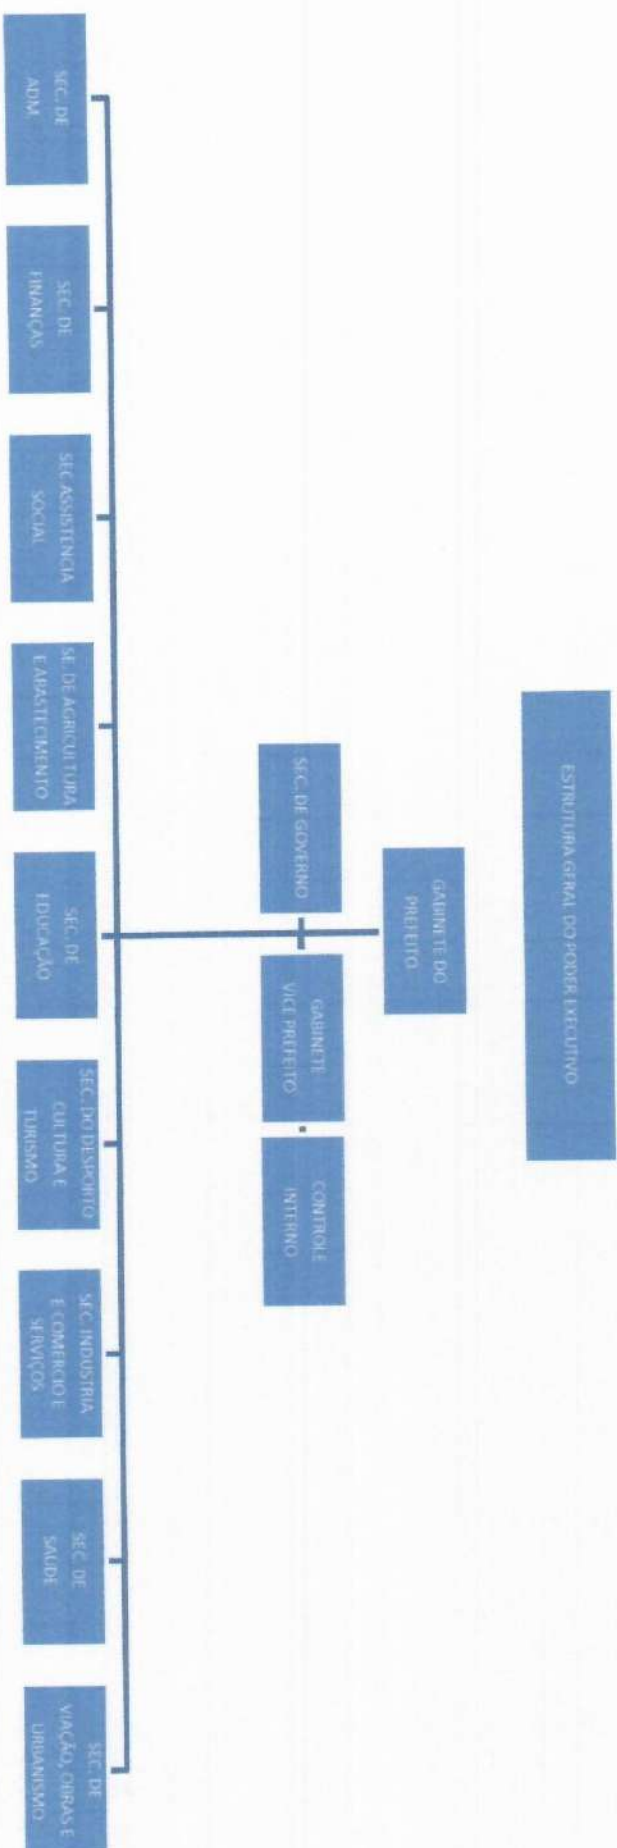 ESTRUTURA GERAL DO PODER EXECUTIVO
GABINETE DO
PREFEITO
SEC. DE GOVERNO
GABINETE
VICE PREFEITO
CONTROLE
INTERNO
SEC. DE
ADM.
SEC. DE
FINANÇAS
SEC ASSISTENCIA
SOCIAL
SE. DE AGRICULTURA
E ABASTECIMENTO
SEC. DE
EDUCAÇÃO
SEC. DO DESPORTO
CULTURA E
TURISMO
SEC. INDUSTRIA
E COMERCIO E
SERVIÇOS
SEC. DE
SAUDE
SEC. DE
VIAÇÃO, OBRAS E
URBANISMO